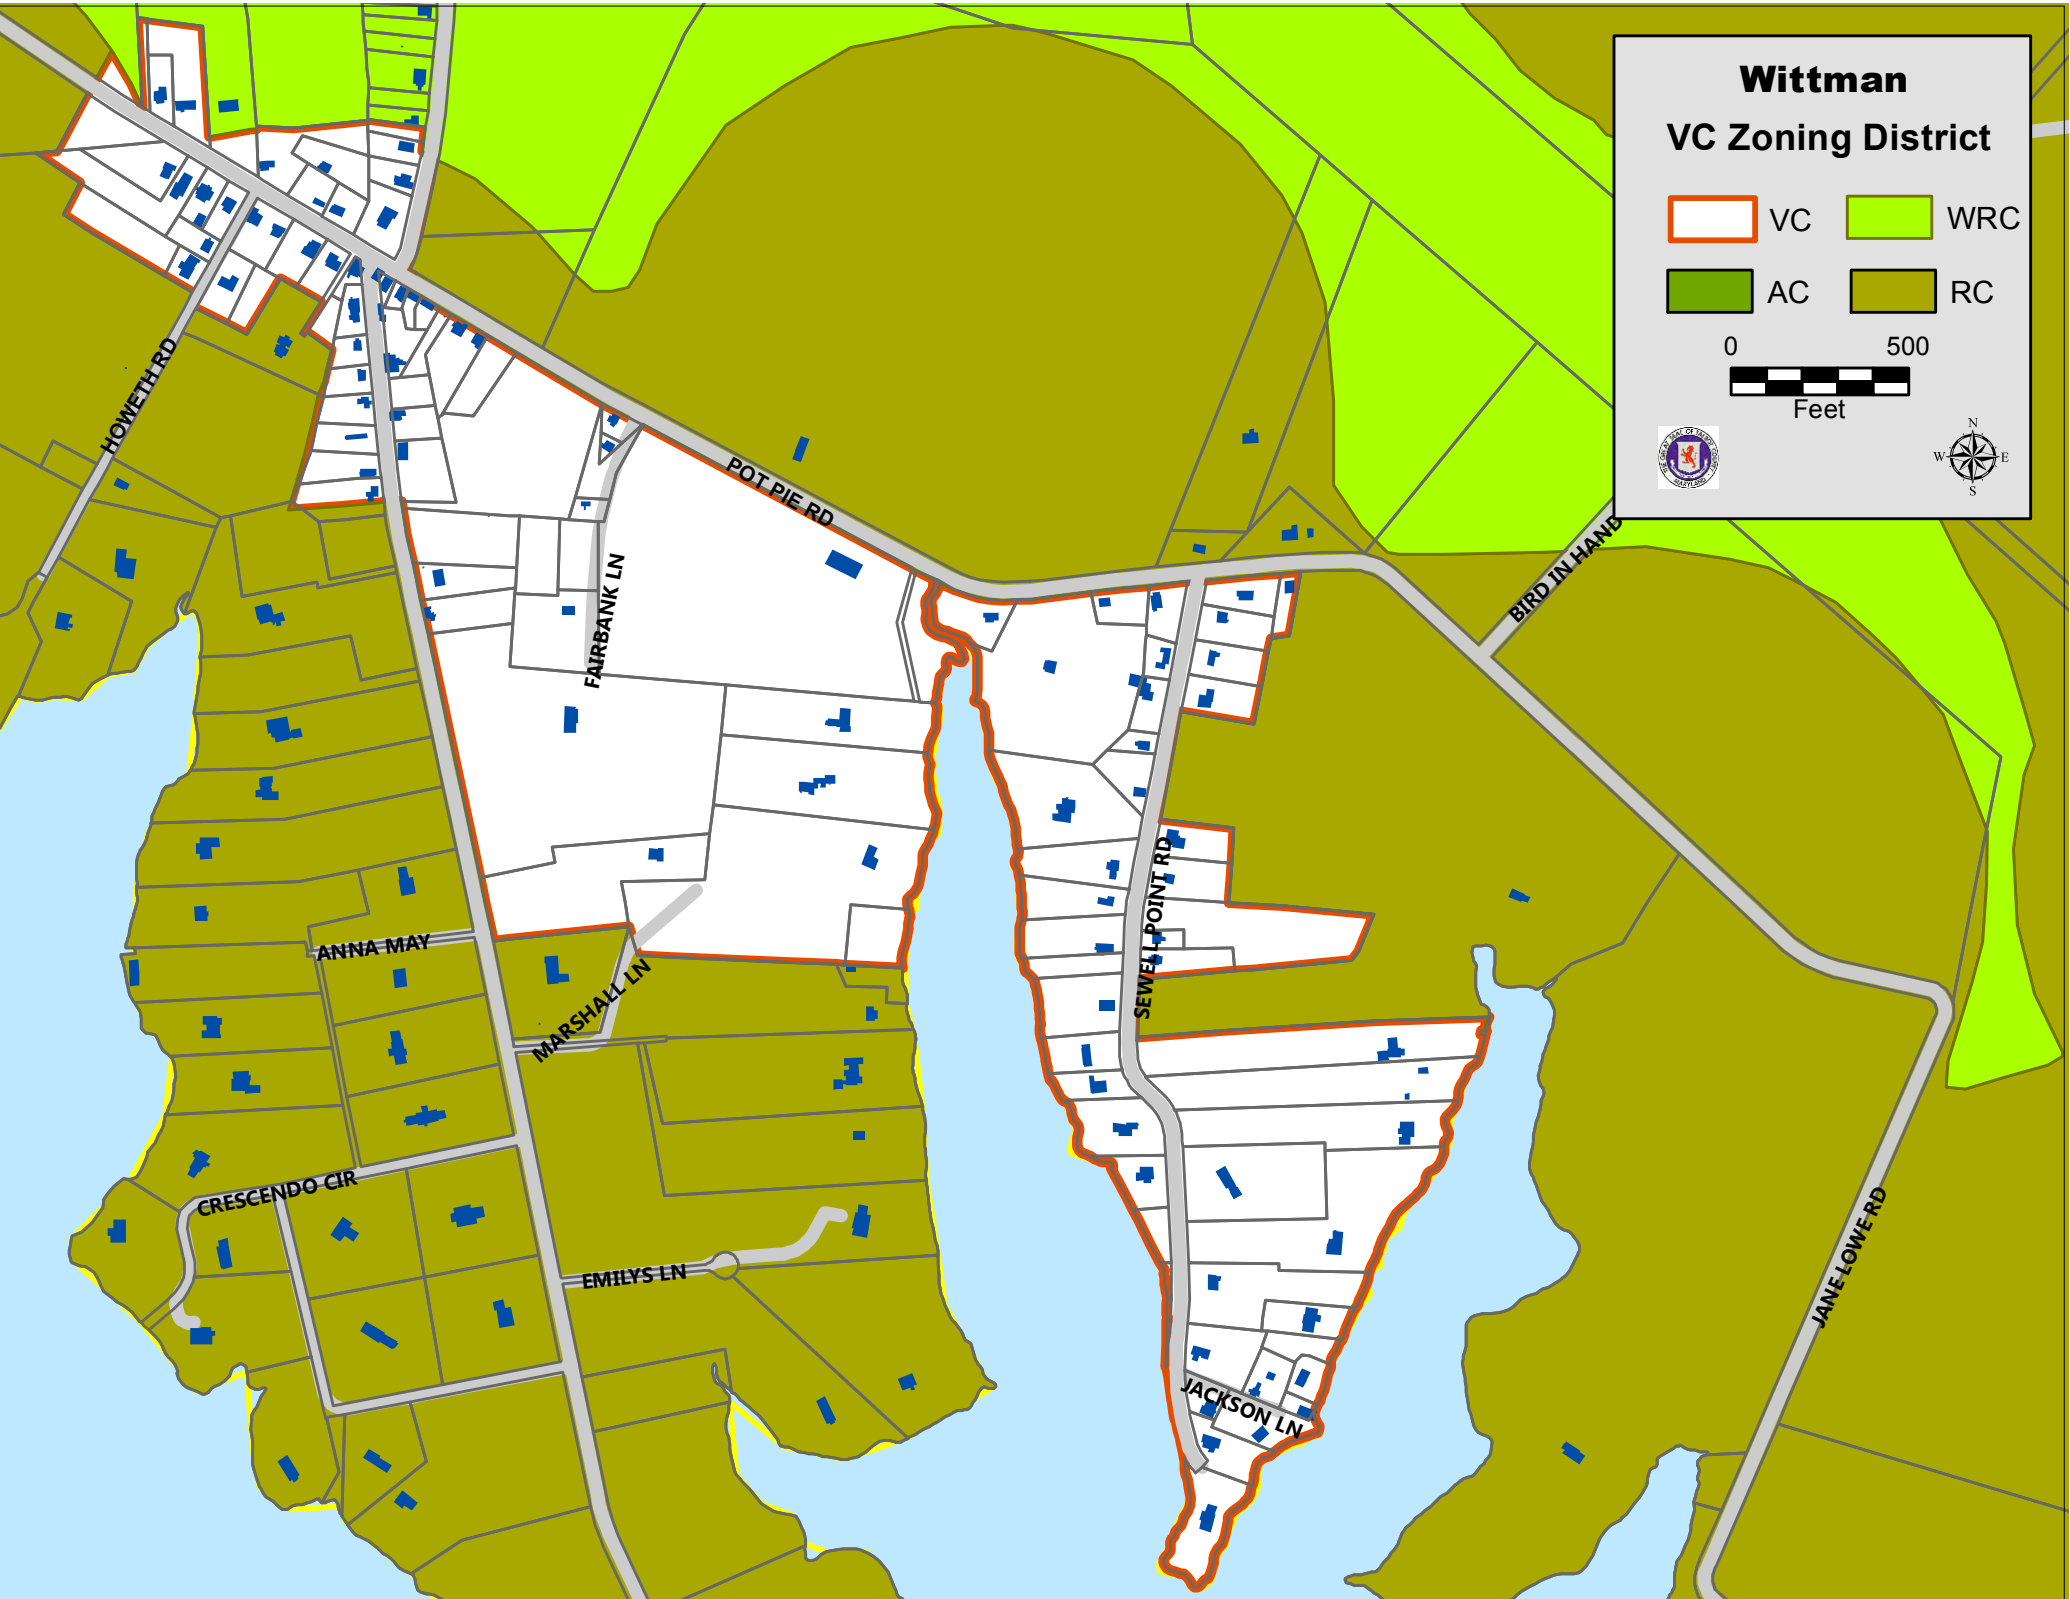 Wittman
VC Zoning District
VC
WRC
AC
RC
0 500
Feet
N
W E
S
MARYLAND
HOWETH RD
POT PIE RD
BIRD IN HAND
FAIRBANK LN
SEWELL POINT RD
ANNA MAY
MARSHALL LN
CRESCENDO CIR
EMILYS LN
JACKSON LN
JANE LOWE RD